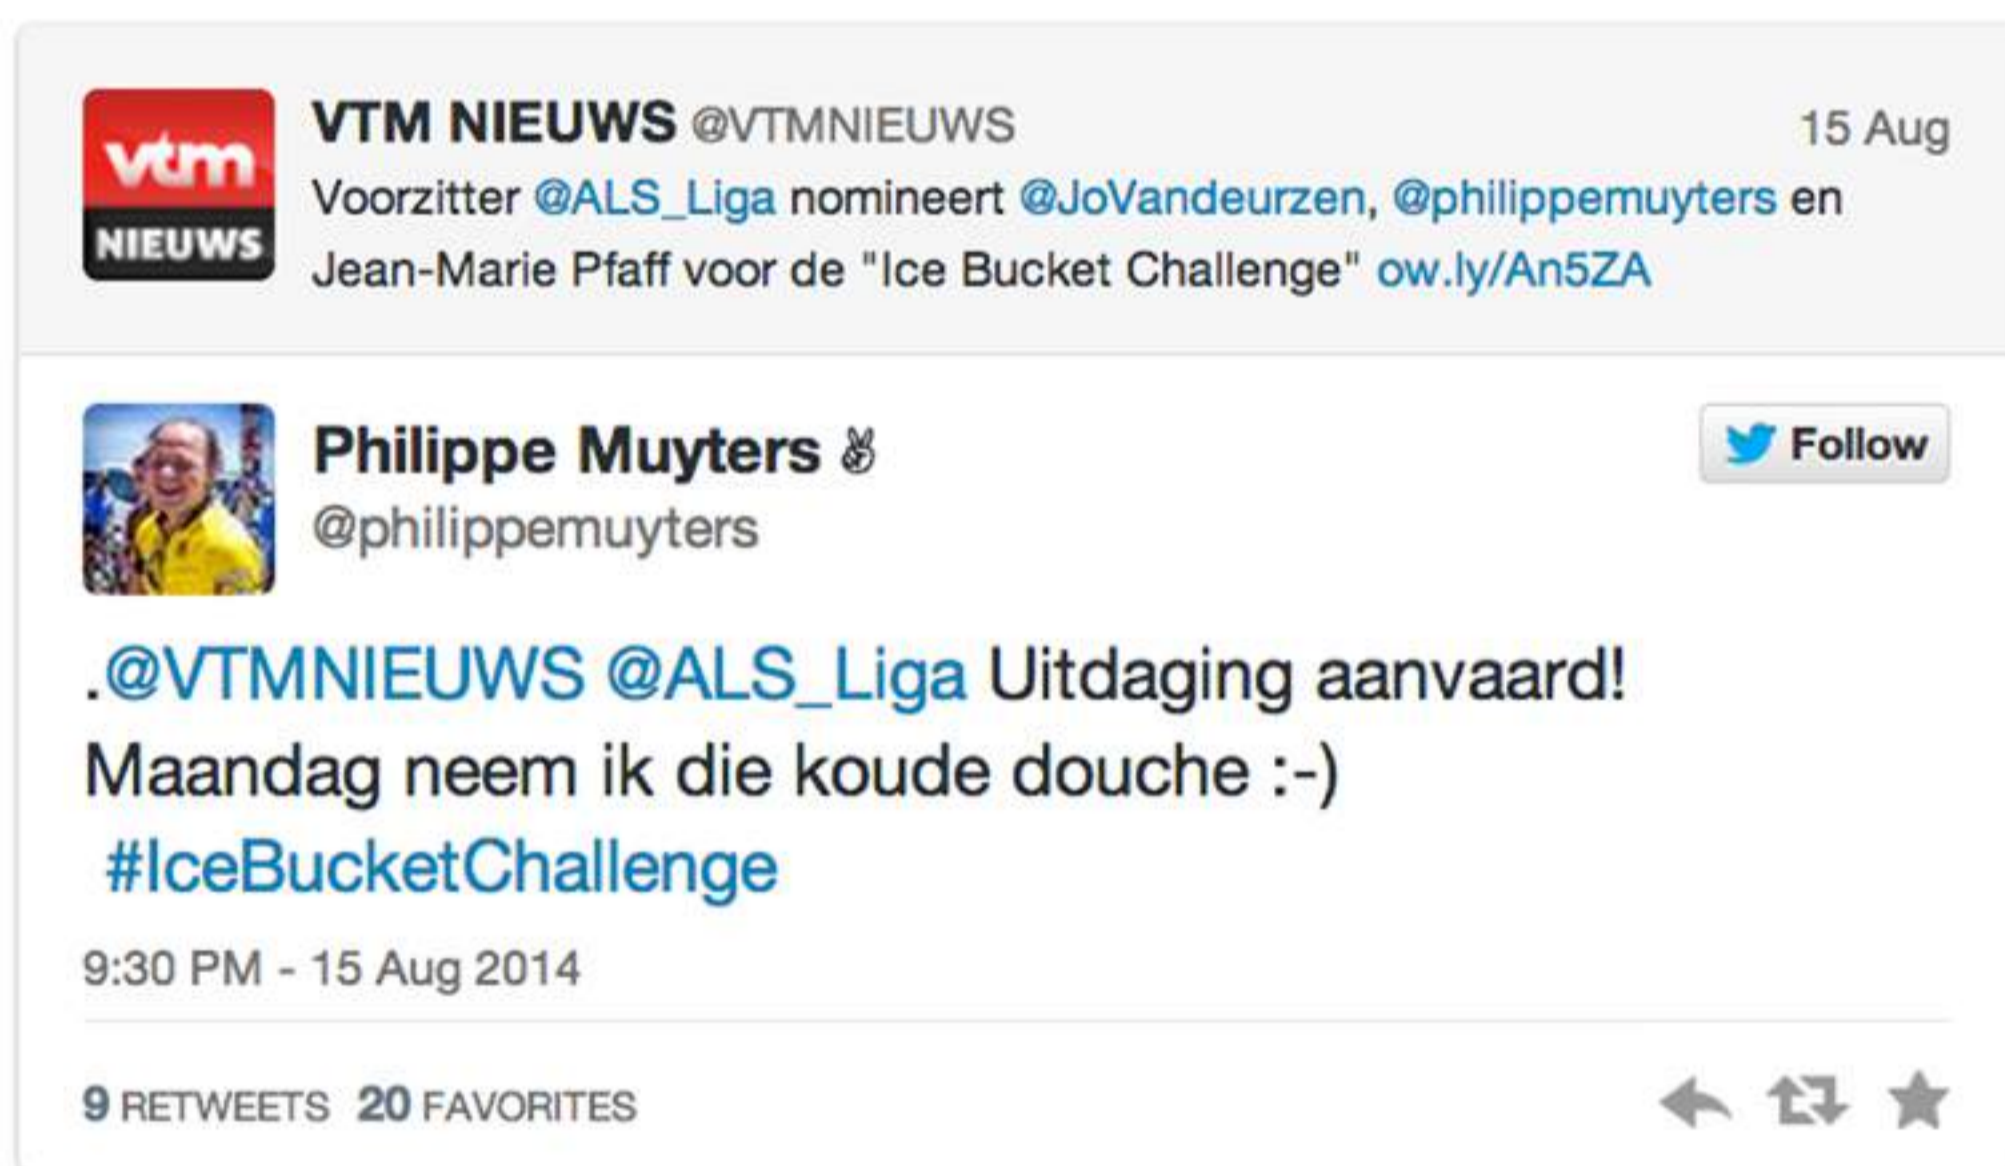 vtm
NIEUWS
VTM NIEUWS @VTMNIEUWS
15 Aug
Voorzitter @ALS_Liga nomineert @JoVandeurzen, @philippemuyters en
Jean-Marie Pfaff voor de "Ice Bucket Challenge" ow.ly/An5ZA
Philippe Muyters ✌
@philippemuyters
Follow
.@VTMNIEUWS @ALS_Liga Uitdaging aanvaard!
Maandag neem ik die koude douche :-)
#IceBucketChallenge
9:30 PM - 15 Aug 2014
9 RETWEETS 20 FAVORITES